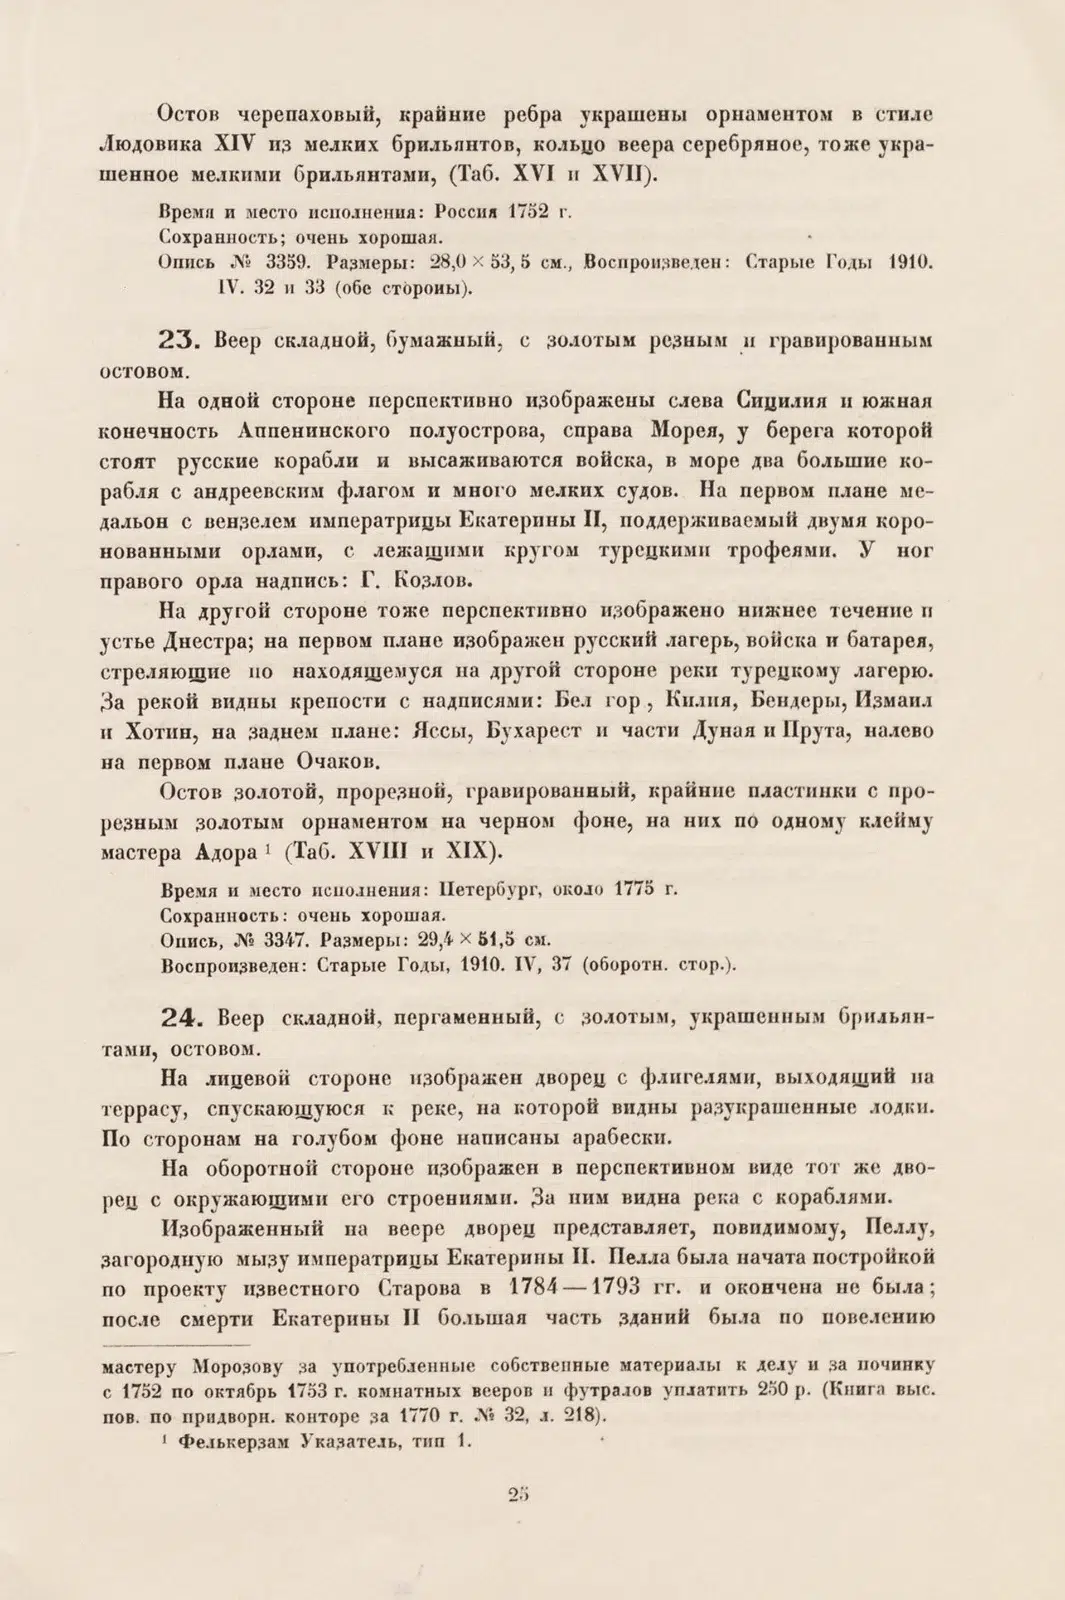 Остов черепаховый, крайние ребра украшены орнаментом в стиле
Людовика XIV из мелких брильянтов, кольцо веера серебряное, тоже укра-
шенное мелкими брильянтами, (Таб. XVI и XVII).
Время и место исполнения: Россия 1752 г.
Сохранность; очень хорошая.
Опись № 3359. Размеры: 28,0 × 53,5 см., Воспроизведен: Старые Годы 1910.
IV. 32 и 33 (обе стороны).
23. Веер складной, бумажный, с золотым резным и гравированным
остовом.
На одной стороне перспективно изображены слева Сицилия и южная
конечность Аппенинского полуострова, справа Морея, у берега которой
стоят русские корабли и высаживаются войска, в море два большие ко-
рабля с андреевским флагом и много мелких судов. На первом плане ме-
дальон с вензелем императрицы Екатерины II, поддерживаемый двумя коро-
нованными орлами, с лежащими кругом турецкими трофеями. У ног
правого орла надпись: Г. Козлов.
На другой стороне тоже перспективно изображено нижнее течение и
устье Днестра; на первом плане изображен русский лагерь, войска и батарея,
стреляющие по находящемуся на другой стороне реки турецкому лагерю.
За рекой видны крепости с надписями: Бел гор, Килия, Бендеры, Измаил
и Хотин, на заднем плане: Яссы, Бухарест и части Дуная и Прута, налево
на первом плане Очаков.
Остов золотой, прорезной, гравированный, крайние пластинки с про-
резным золотым орнаментом на черном фоне, на них по одному клейму
мастера Адора ¹ (Таб. XVIII и XIX).
Время и место исполнения: Петербург, около 1775 г.
Сохранность: очень хорошая.
Опись, № 3347. Размеры: 29,4 × 51,5 см.
Воспроизведен: Старые Годы, 1910. IV, 37 (оборотн. стор.).
24. Веер складной, пергаменный, с золотым, украшенным брильян-
тами, остовом.
На лицевой стороне изображен дворец с флигелями, выходящий на
террасу, спускающуюся к реке, на которой видны разукрашенные лодки.
По сторонам на голубом фоне написаны арабески.
На оборотной стороне изображен в перспективном виде тот же дво-
рец с окружающими его строениями. За ним видна река с кораблями.
Изображенный на веере дворец представляет, повидимому, Пеллу,
загородную мызу императрицы Екатерины II. Пелла была начата постройкой
по проекту известного Старова в 1784—1793 гг. и окончена не была;
после смерти Екатерины II большая часть зданий была по повелению
мастеру Морозову за употребленные собственные материалы к делу и за починку
с 1752 по октябрь 1753 г. комнатных вееров и футралов уплатить 250 р. (Книга выс.
пов. по придворн. конторе за 1770 г. № 32, л. 218).
¹ Фелькерзам Указатель, тип 1.
25